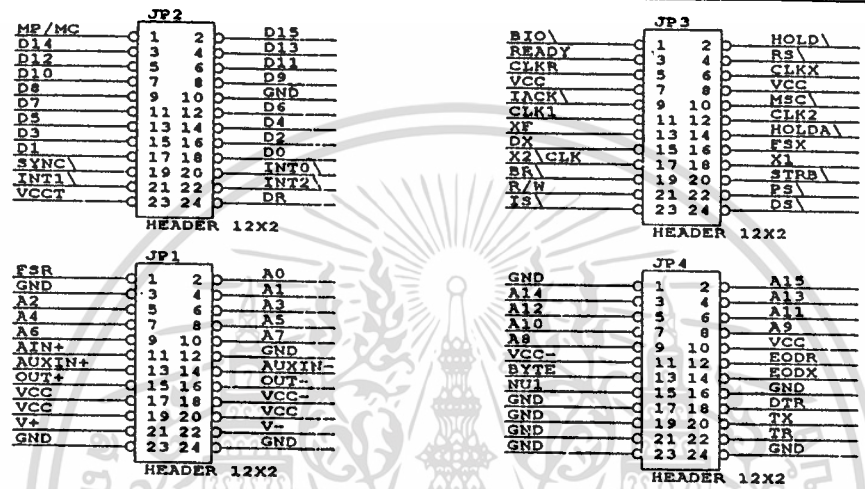 JP2
MP/MC 1 2 D15
D14 3 4 D13
D12 5 6 D11
D10 7 8 D9
D8 9 10 GND
D7 11 12 D6
D5 13 14 D4
D3 15 16 D2
D1 17 18 D0
SYNC\ 19 20 INT0\
INT1\ 21 22 INT2\
VCCT 23 24 DR
HEADER 12X2
JP3
BIO\ 1 2 HOLD\
READY 3 4 RS\
CLKR 5 6 CLKX
VCC 7 8 VCC
IACK\ 9 10 MSC\
CLK1 11 12 CLK2
XF 13 14 HOLDA\
DX 15 16 FSX
X2\CLK 17 18 X1
BR\ 19 20 STRB\
R/W 21 22 PS\
IS\ 23 24 DS\
HEADER 12X2
JP1
FSR 1 2 A0
GND 3 4 A1
A2 5 6 A3
A4 7 8 A5
A6 9 10 A7
AIN+ 11 12 GND
AUXIN+ 13 14 AUXIN-
OUT+ 15 16 OUT-
VCC 17 18 VCC-
VCC 19 20 VCC
V+ 21 22 V-
GND 23 24 GND
HEADER 12X2
JP4
GND 1 2 A15
A14 3 4 A13
A12 5 6 A11
A10 7 8 A9
A8 9 10 VCC
VCC- 11 12 EODR
BYTE 13 14 EODX
NU1 15 16 GND
GND 17 18 DTR
GND 19 20 TX
GND 21 22 TR
GND 23 24 GND
HEADER 12X2